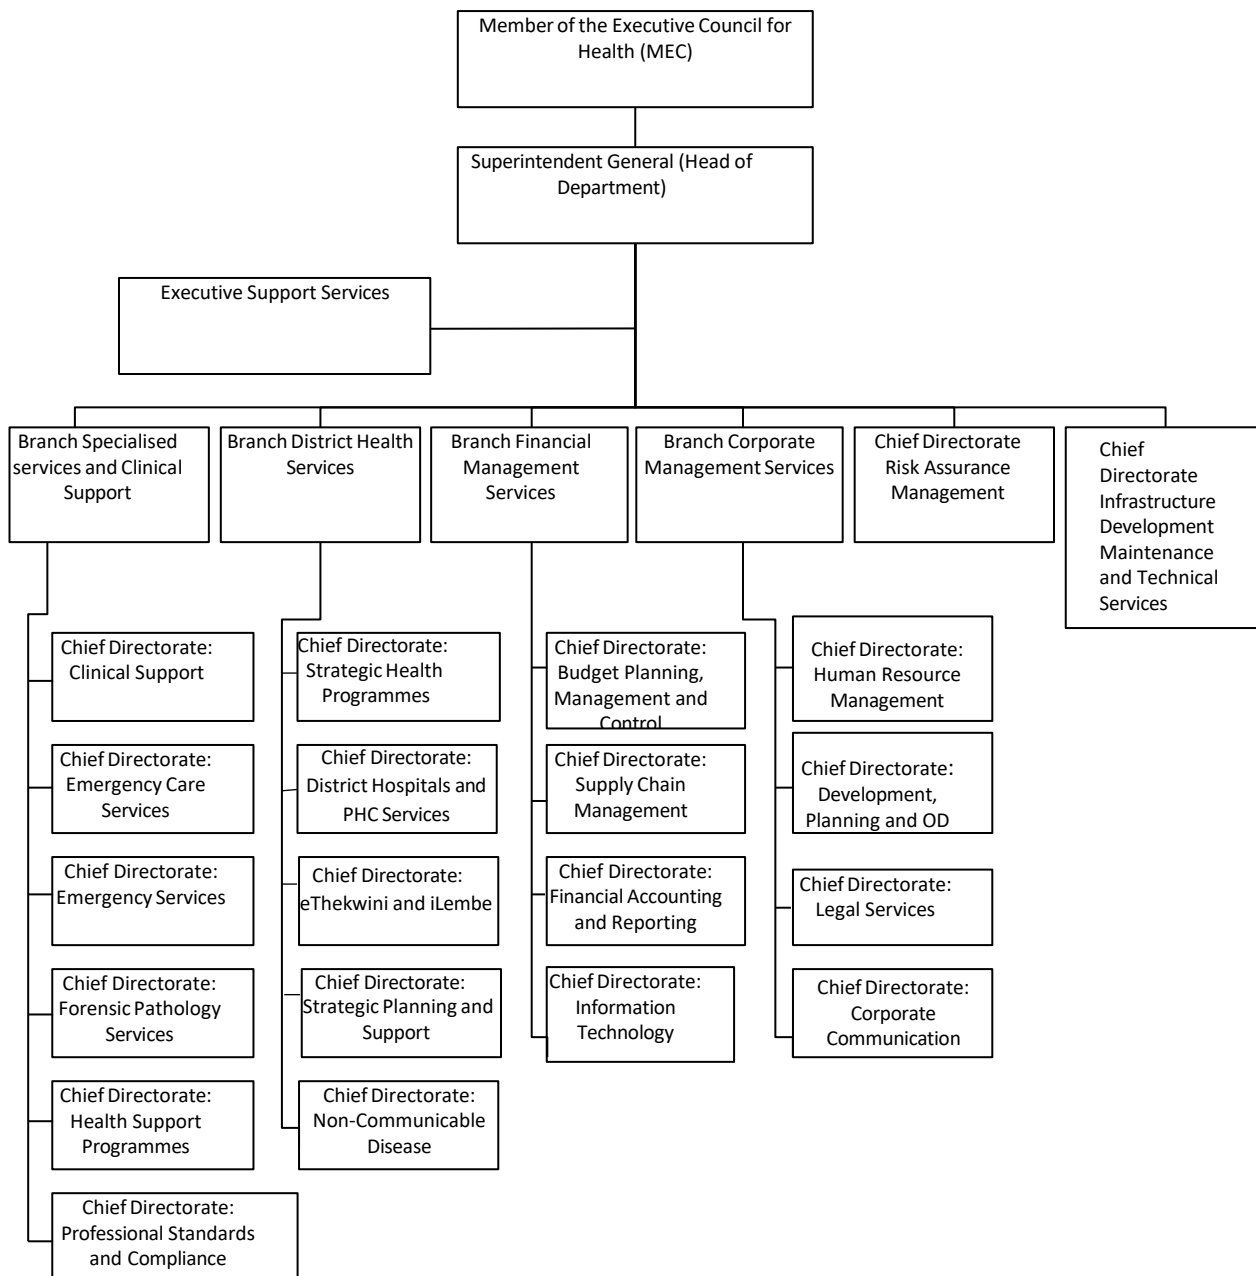 Member of the Executive Council for
Health (MEC)
Superintendent General (Head of
Department)
Executive Support Services
Branch Specialised
services and Clinical
Support
Branch District Health
Services
Branch Financial
Management
Services
Branch Corporate
Management Services
Chief Directorate
Risk Assurance
Management
Chief
Directorate
Infrastructure
Development
Maintenance
and Technical
Services
Chief Directorate:
Clinical Support
Chief Directorate:
Emergency Care
Services
Chief Directorate:
Emergency Services
Chief Directorate:
Forensic Pathology
Services
Chief Directorate:
Health Support
Programmes
Chief Directorate:
Professional Standards
and Compliance
Chief Directorate:
Strategic Health
Programmes
Chief Directorate:
District Hospitals and
PHC Services
Chief Directorate:
eThekwini and iLembe
Chief Directorate:
Strategic Planning and
Support
Chief Directorate:
Non-Communicable
Disease
Chief Directorate:
Budget Planning,
Management and
Control
Chief Directorate:
Supply Chain
Management
Chief Directorate:
Financial Accounting
and Reporting
Chief Directorate:
Information
Technology
Chief Directorate:
Human Resource
Management
Chief Directorate:
Development,
Planning and OD
Chief Directorate:
Legal Services
Chief Directorate:
Corporate
Communication